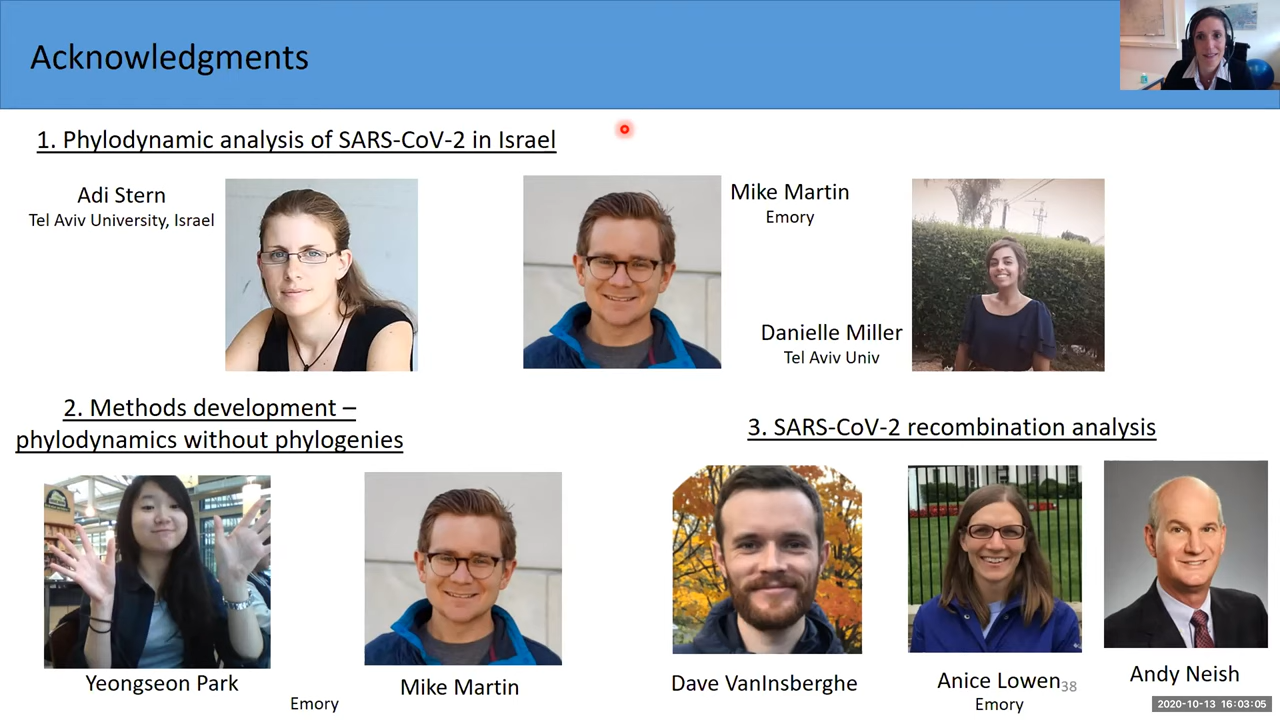 Acknowledgments
1. Phylodynamic analysis of SARS-CoV-2 in Israel
Adi Stern
Tel Aviv University, Israel
Mike Martin
Emory
Danielle Miller
Tel Aviv Univ
2. Methods development –
phylodynamics without phylogenies
3. SARS-CoV-2 recombination analysis
Yeongseon Park
Emory
Mike Martin
Dave VanInsberghe
Anice Lowen
Emory
Andy Neish
38
2020-10-13 16:03:05